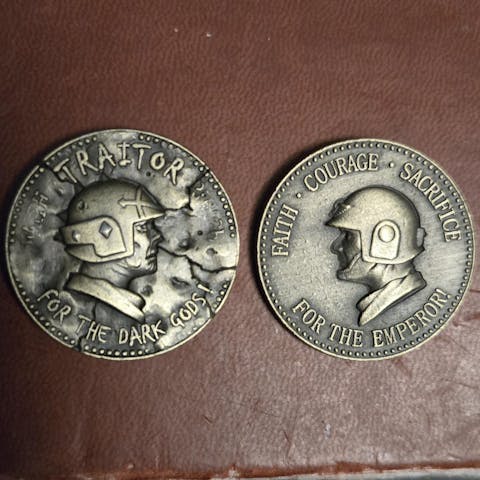 TRAITOR
FOR THE DARK GODS!
FAITH · COURAGE · SACRIFICE
FOR THE EMPEROR!